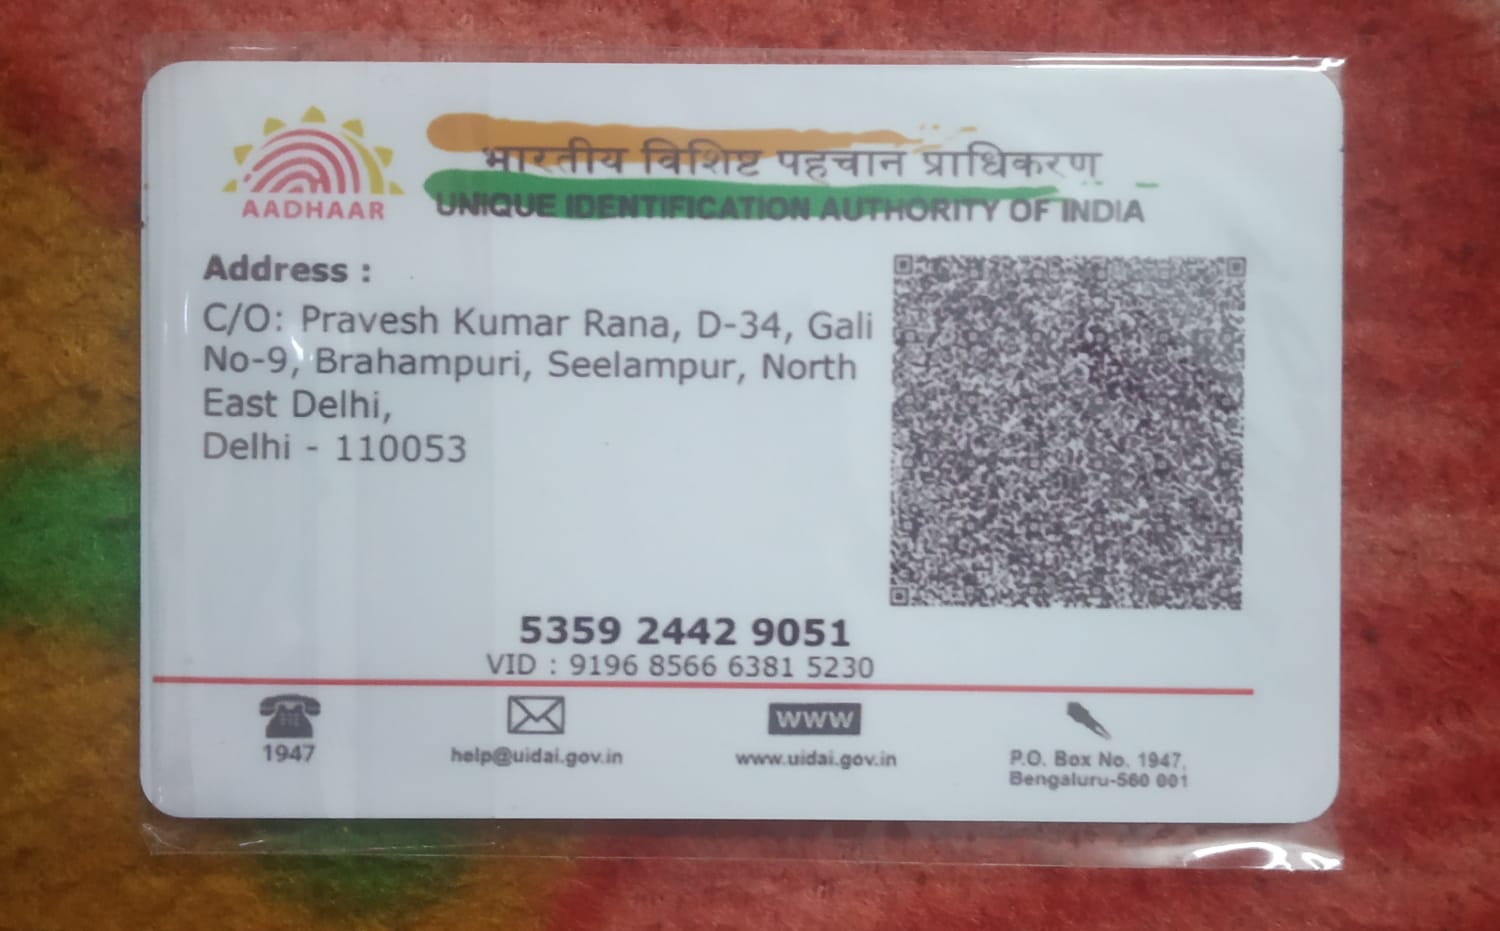 भारतीय विशिष्ट पहचान प्राधिकरण
AADHAAR
UNIQUE IDENTIFICATION AUTHORITY OF INDIA
Address :
C/O: Pravesh Kumar Rana, D-34, Gali
No-9, Brahampuri, Seelampur, North
East Delhi,
Delhi - 110053
5359 2442 9051
VID : 9196 8566 6381 5230
www
1947
help@uidai.gov.in
www.uidai.gov.in
P.O. Box No. 1947,
Bengaluru-560 001